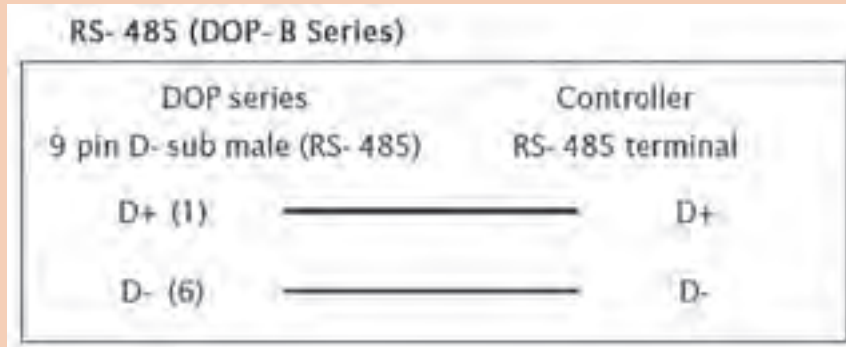 RS- 485 (DOP- B Series)
DOP series Controller
9 pin D- sub male (RS- 485) RS- 485 terminal
D+ (1) D+
D- (6) D-